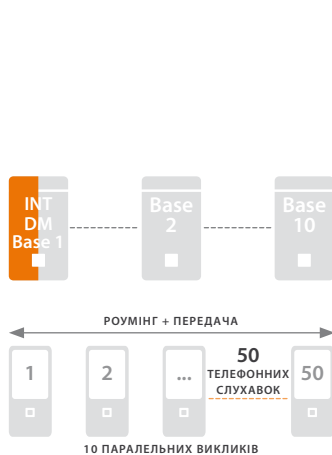 INT
DM
Base 1
Base
2
Base
10
РОУМІНГ + ПЕРЕДАЧА
1
2
...
50
ТЕЛЕФОННИХ
СЛУХАВОК
50
10 ПАРАЛЕЛЬНИХ ВИКЛИКІВ